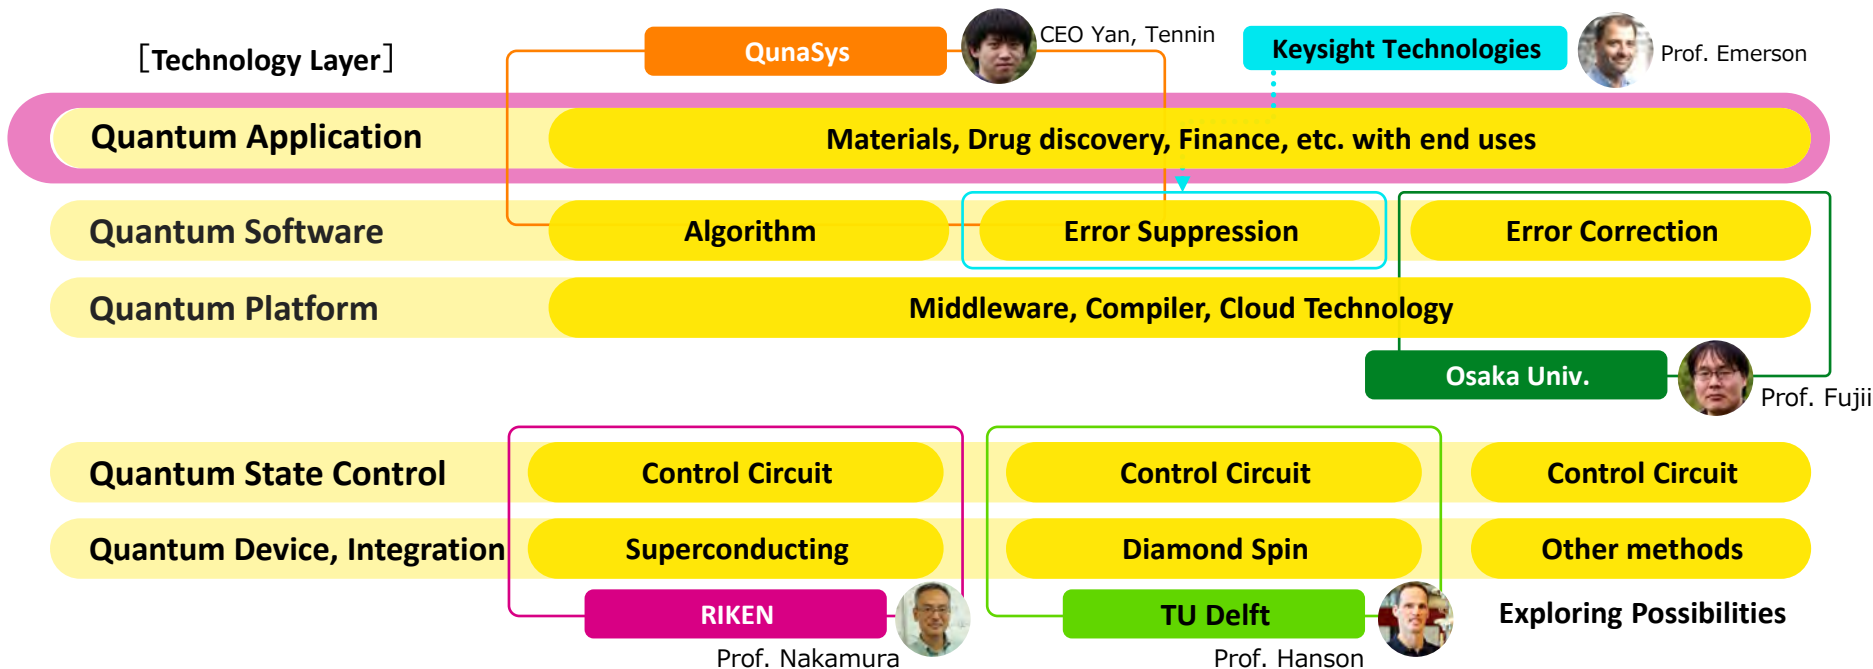 [Technology Layer]
QunaSys
CEO Yan, Tennin
Keysight Technologies
Prof. Emerson
Quantum Application
Materials, Drug discovery, Finance, etc. with end uses
Quantum Software
Algorithm
Error Suppression
Error Correction
Quantum Platform
Middleware, Compiler, Cloud Technology
Osaka Univ.
Prof. Fujii
Quantum State Control
Control Circuit
Control Circuit
Control Circuit
Quantum Device, Integration
Superconducting
Diamond Spin
Other methods
RIKEN
Prof. Nakamura
TU Delft
Prof. Hanson
Exploring Possibilities